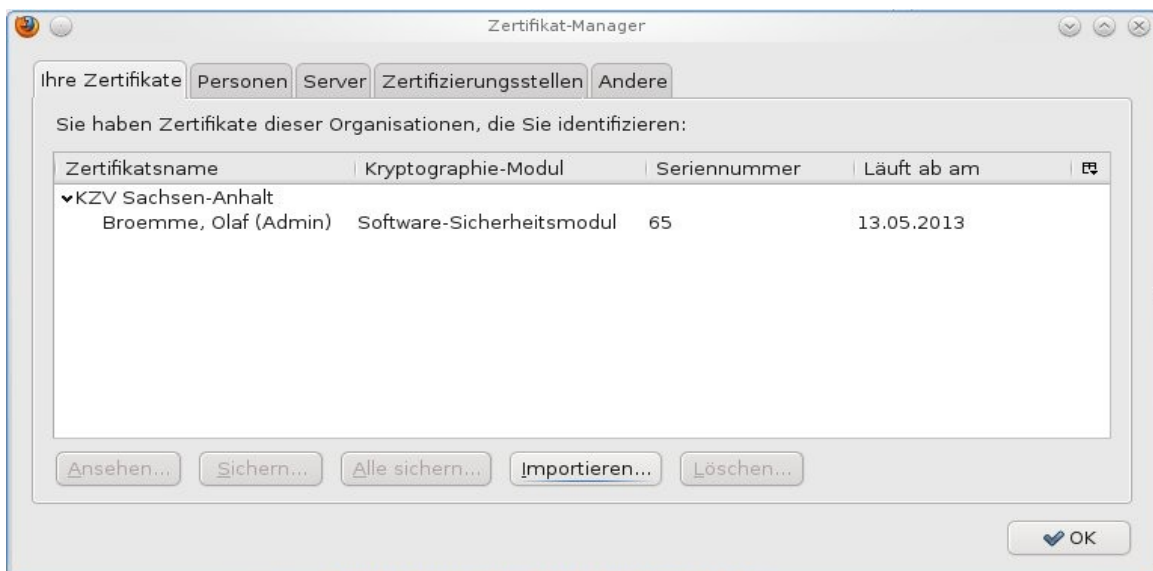 Zertifikat-Manager
Ihre Zertifikate Personen Server Zertifizierungsstellen Andere
Sie haben Zertifikate dieser Organisationen, die Sie identifizieren:
Zertifikatsname Kryptographie-Modul Seriennummer Läuft ab am
KZV Sachsen-Anhalt
Broemme, Olaf (Admin) Software-Sicherheitsmodul 65 13.05.2013
Ansehen... Sichern... Alle sichern... Importieren... Löschen...
OK